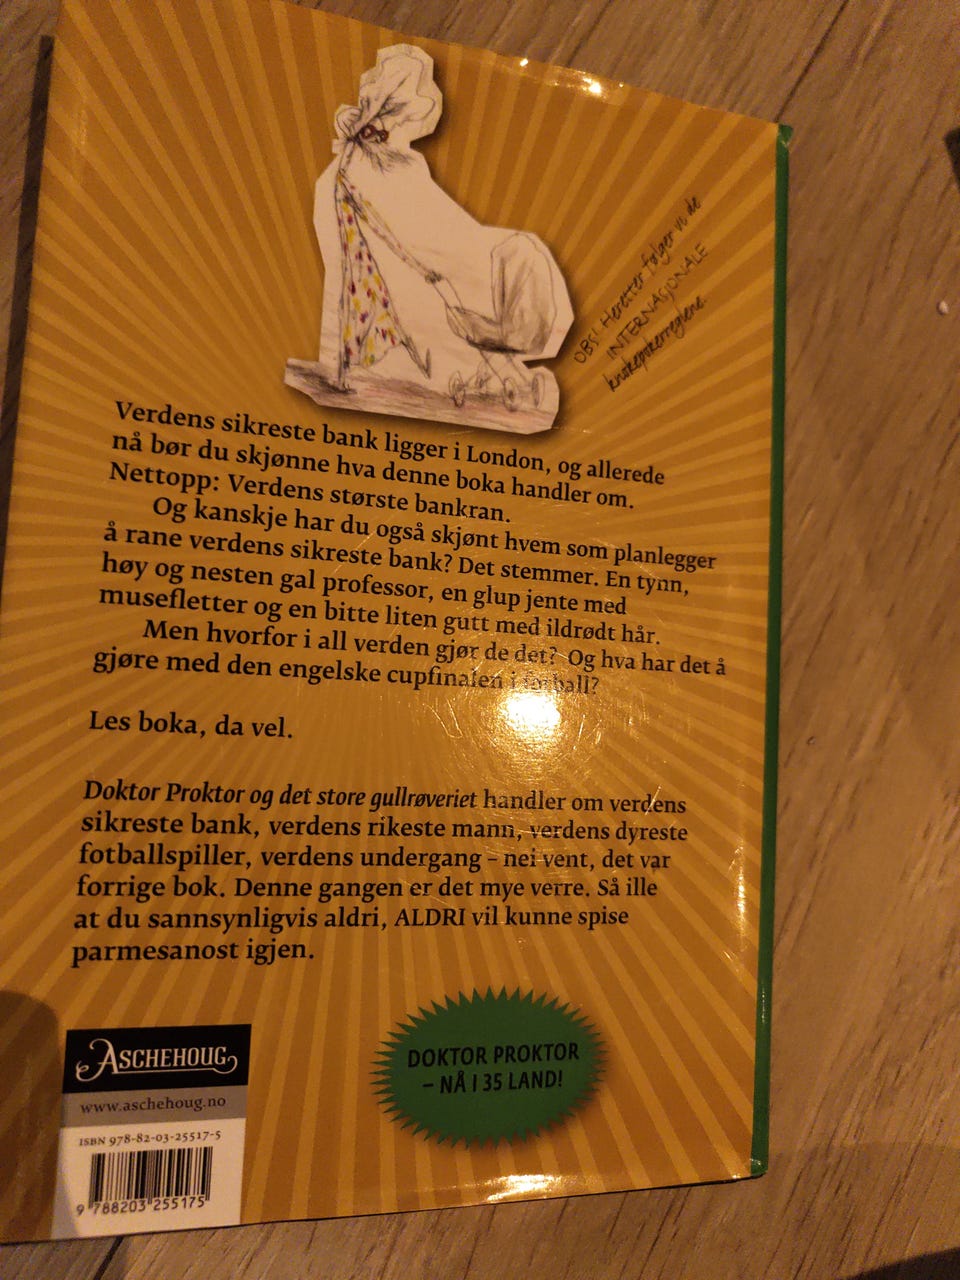 OBS! Heretter følger vi de
INTERNASJONALE
knokepokerreglene.
Verdens sikreste bank ligger i London, og allerede
nå bør du skjønne hva denne boka handler om.
Nettopp: Verdens største bankran.
Og kanskje har du også skjønt hvem som planlegger
å rane verdens sikreste bank? Det stemmer. En tynn,
høy og nesten gal professor, en glup jente med
musefletter og en bitte liten gutt med ildrødt hår.
Men hvorfor i all verden gjør de det? Og hva har det å
gjøre med den engelske cupfinalen i fotball?
Les boka, da vel.
Doktor Proktor og det store gullrøveriet handler om verdens
sikreste bank, verdens rikeste mann, verdens dyreste
fotballspiller, verdens undergang – nei vent, det var
forrige bok. Denne gangen er det mye verre. Så ille
at du sannsynligvis aldri, ALDRI vil kunne spise
parmesanost igjen.
DOKTOR PROKTOR
– NÅ I 35 LAND!
ASCHEHOUG
www.aschehoug.no
ISBN 978-82-03-25517-5
9 788203 255175